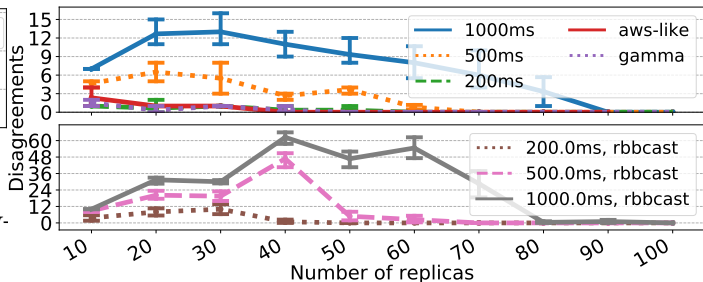 15
12
9
6
3
0
1000ms
500ms
200ms
aws-like
gamma
Disagreements
60
48
36
24
12
0
200.0ms, rbbcast
500.0ms, rbbcast
1000.0ms, rbbcast
10 20 30 40 50 60 70 80 90 100
Number of replicas
r-